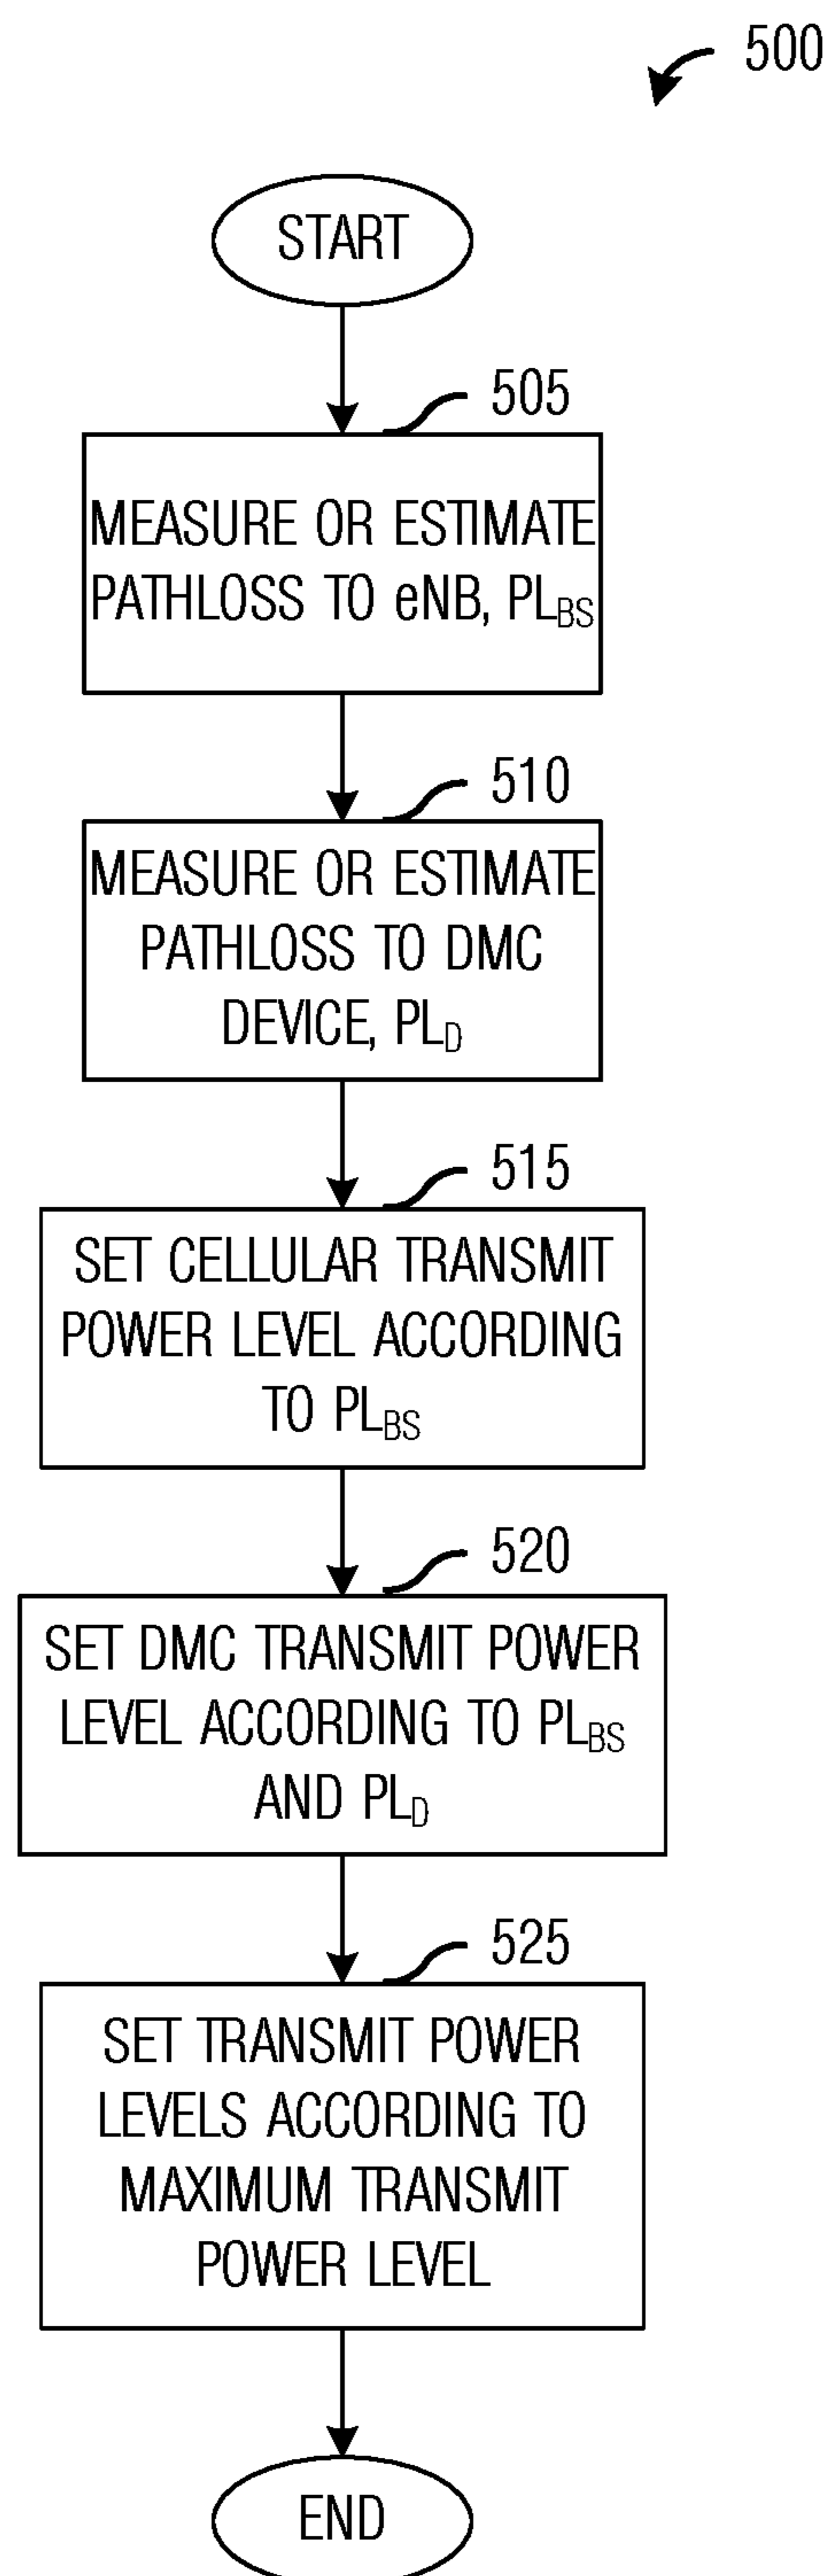 500
START
505
MEASURE OR ESTIMATE
PATHLOSS TO eNB, PLBS
510
MEASURE OR ESTIMATE
PATHLOSS TO DMC
DEVICE, PLD
515
SET CELLULAR TRANSMIT
POWER LEVEL ACCORDING
TO PLBS
520
SET DMC TRANSMIT POWER
LEVEL ACCORDING TO PLBS
AND PLD
525
SET TRANSMIT POWER
LEVELS ACCORDING TO
MAXIMUM TRANSMIT
POWER LEVEL
END